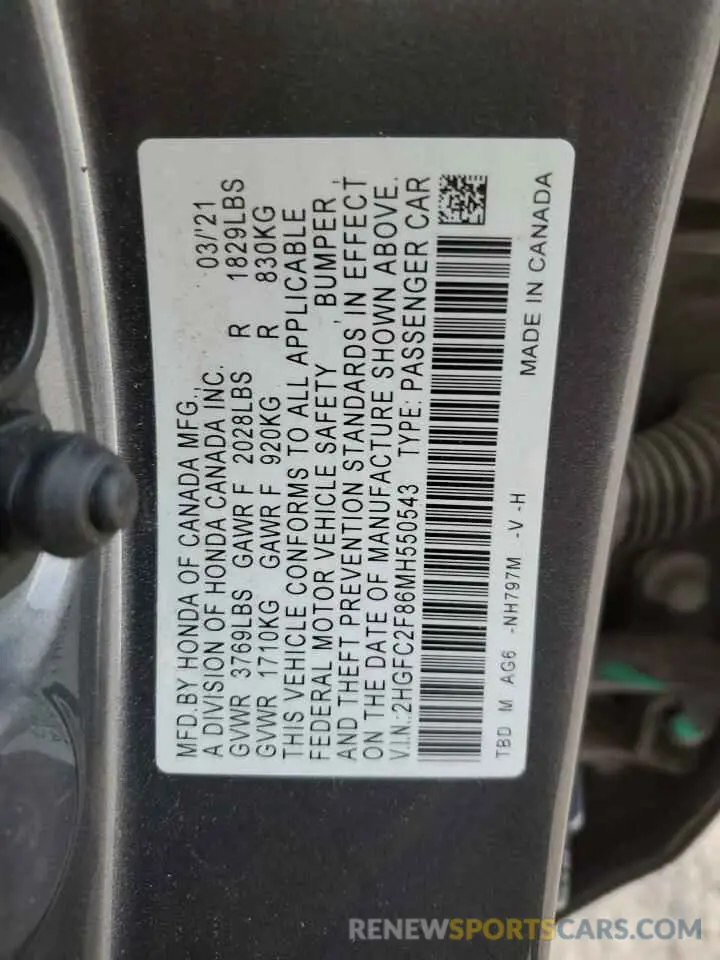 MFD.BY HONDA OF CANADA MFG., 03/'21
A DIVISION OF HONDA CANADA INC.
GVWR 3769LBS GAWR F 2028LBS R 1829LBS
GVWR 1710KG GAWR F 920KG R 830KG
THIS VEHICLE CONFORMS TO ALL APPLICABLE
FEDERAL MOTOR VEHICLE SAFETY , BUMPER ,
AND THEFT PREVENTION STANDARDS IN EFFECT
ON THE DATE OF MANUFACTURE SHOWN ABOVE.
V.I.N.:2HGFC2F86MH550543 TYPE: PASSENGER CAR
TBD M AG6 -NH797M -V -H MADE IN CANADA
RENEWSPORTSCARS.COM